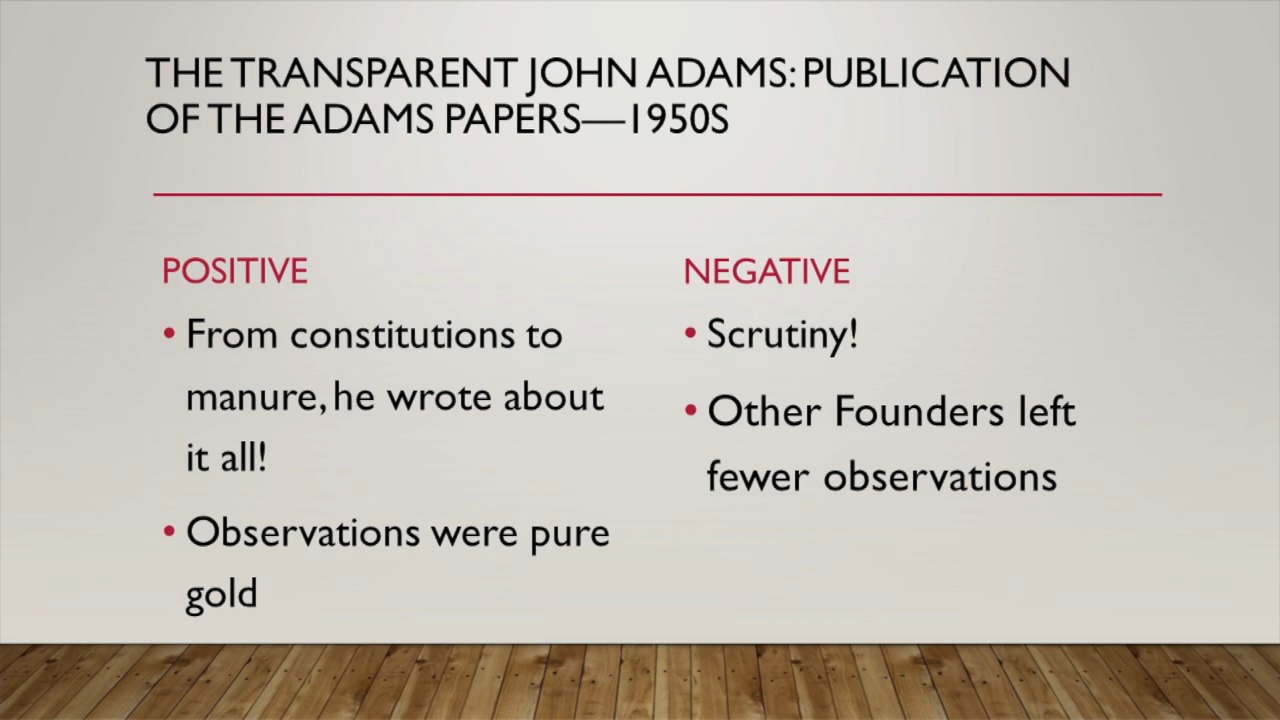 THE TRANSPARENT JOHN ADAMS: PUBLICATION
OF THE ADAMS PAPERS—1950S
POSITIVE
• From constitutions to
manure, he wrote about
it all!
• Observations were pure
gold
NEGATIVE
• Scrutiny!
• Other Founders left
fewer observations